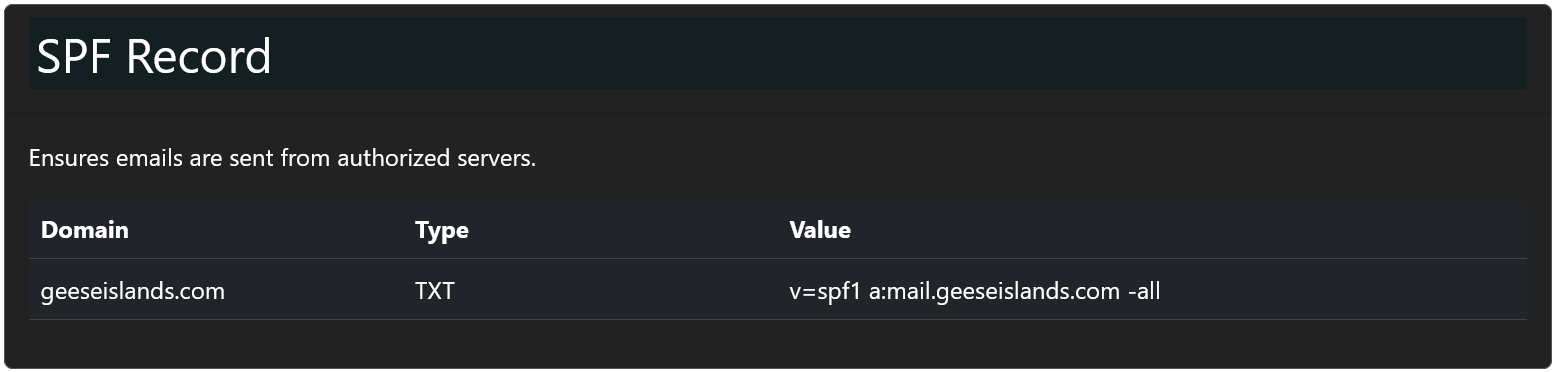 SPF Record
Ensures emails are sent from authorized servers.
Domain Type Value
geeseislands.com TXT v=spf1 a:mail.geeseislands.com -all